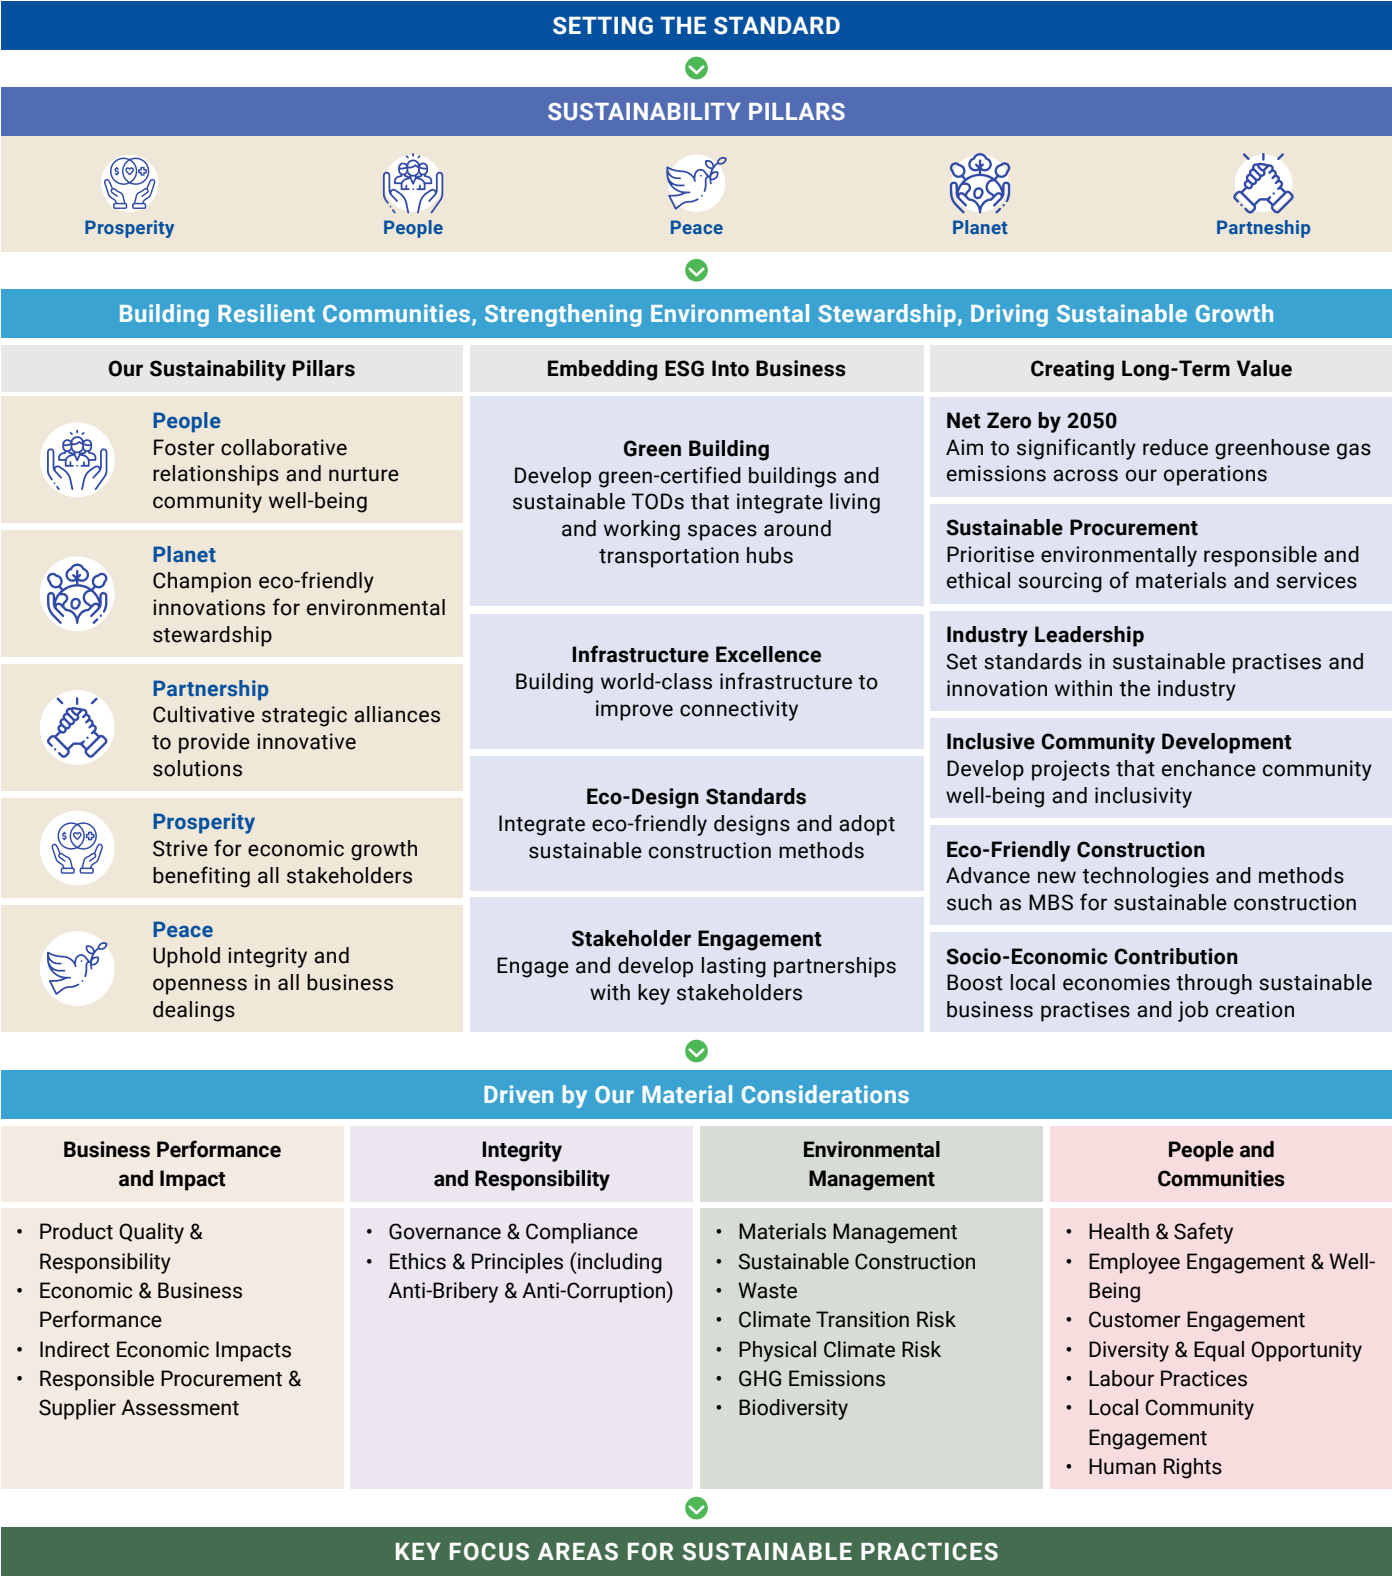 SETTING THE STANDARD
SUSTAINABILITY PILLARS
Prosperity
People
Peace
Planet
Partneship
Building Resilient Communities, Strengthening Environmental Stewardship, Driving Sustainable Growth
Our Sustainability Pillars
People
Foster collaborative
relationships and nurture
community well-being
Planet
Champion eco-friendly
innovations for environmental
stewardship
Partnership
Cultivative strategic alliances
to provide innovative
solutions
Prosperity
Strive for economic growth
benefiting all stakeholders
Peace
Uphold integrity and
openness in all business
dealings
Embedding ESG Into Business
Green Building
Develop green-certified buildings and
sustainable TODs that integrate living
and working spaces around
transportation hubs
Infrastructure Excellence
Building world-class infrastructure to
improve connectivity
Eco-Design Standards
Integrate eco-friendly designs and adopt
sustainable construction methods
Stakeholder Engagement
Engage and develop lasting partnerships
with key stakeholders
Creating Long-Term Value
Net Zero by 2050
Aim to significantly reduce greenhouse gas
emissions across our operations
Sustainable Procurement
Prioritise environmentally responsible and
ethical sourcing of materials and services
Industry Leadership
Set standards in sustainable practises and
innovation within the industry
Inclusive Community Development
Develop projects that enchance community
well-being and inclusivity
Eco-Friendly Construction
Advance new technologies and methods
such as MBS for sustainable construction
Socio-Economic Contribution
Boost local economies through sustainable
business practises and job creation
Driven by Our Material Considerations
Business Performance
and Impact
• Product Quality &
Responsibility
• Economic & Business
Performance
• Indirect Economic Impacts
• Responsible Procurement &
Supplier Assessment
Integrity
and Responsibility
• Governance & Compliance
• Ethics & Principles (including
Anti-Bribery & Anti-Corruption)
Environmental
Management
• Materials Management
• Sustainable Construction
• Waste
• Climate Transition Risk
• Physical Climate Risk
• GHG Emissions
• Biodiversity
People and
Communities
• Health & Safety
• Employee Engagement & Well-
Being
• Customer Engagement
• Diversity & Equal Opportunity
• Labour Practices
• Local Community
Engagement
• Human Rights
KEY FOCUS AREAS FOR SUSTAINABLE PRACTICES